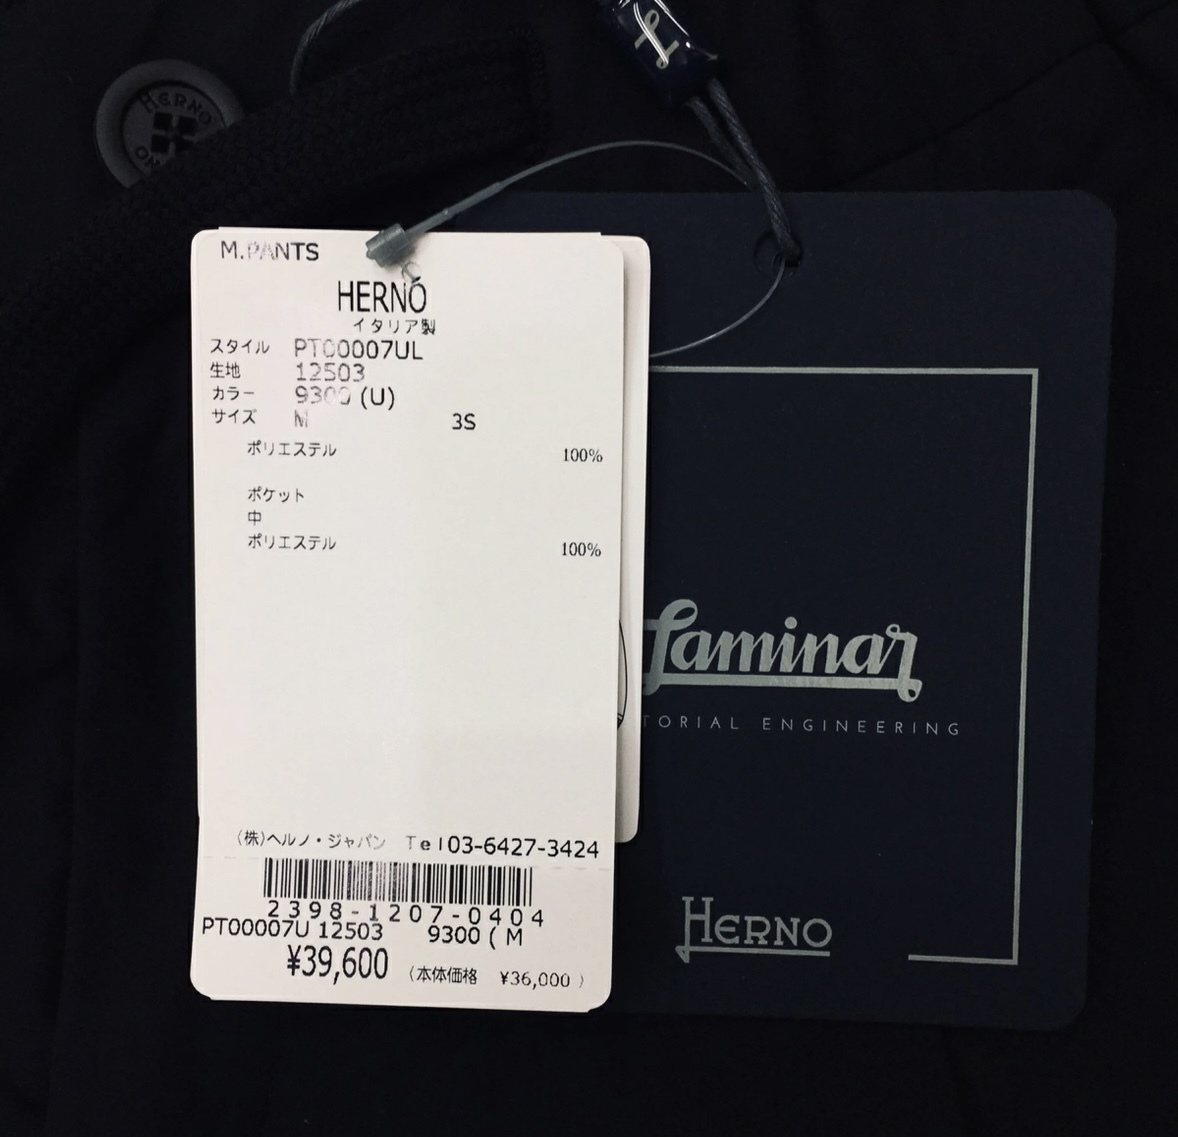 HERNO
M.PANTS
HERNÓ
イタリア製
スタイル PT00007UL
生地 12503
カラー 9300 (U)
サイズ M 3S
ポリエステル 100%
ポケット
中
ポリエステル 100%
(株)ヘルノ・ジャパン Tel03-6427-3424
2398-1207-0404
PT00007U 12503 9300 ( M
¥39,600 (本体価格 ¥36,000 )
L
Laminar
TORIAL ENGINEERING
HERNO